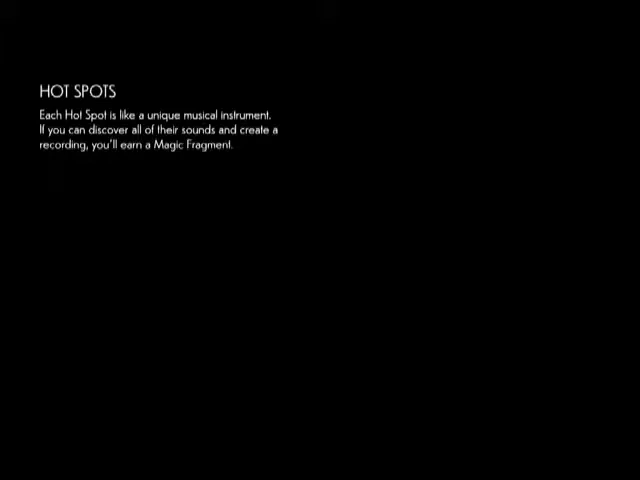 HOT SPOTS
Each Hot Spot is like a unique musical instrument.
If you can discover all of their sounds and create a
recording, you'll earn a Magic Fragment.